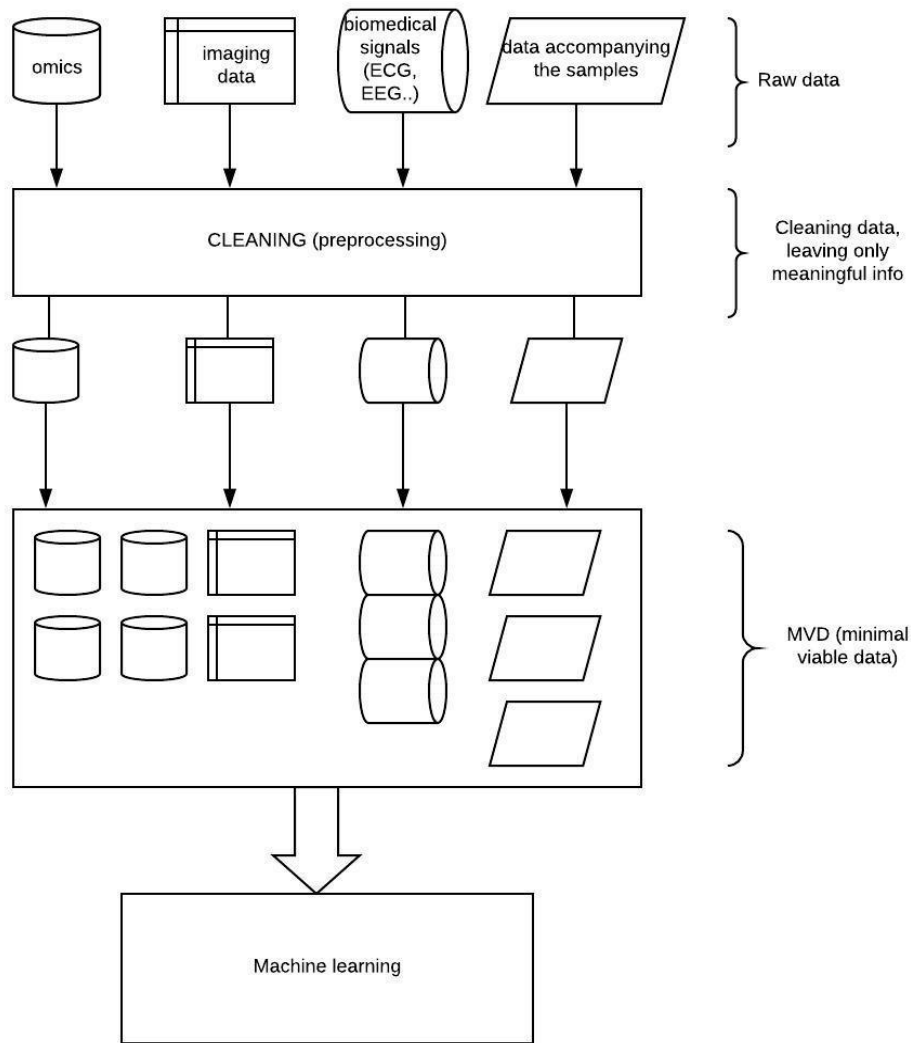 omics
imaging
data
biomedical
signals
(ECG,
EEG..)
data accompanying
the samples
Raw data
CLEANING (preprocessing)
Cleaning data,
leaving only
meaningful info
MVD (minimal
viable data)
Machine learning